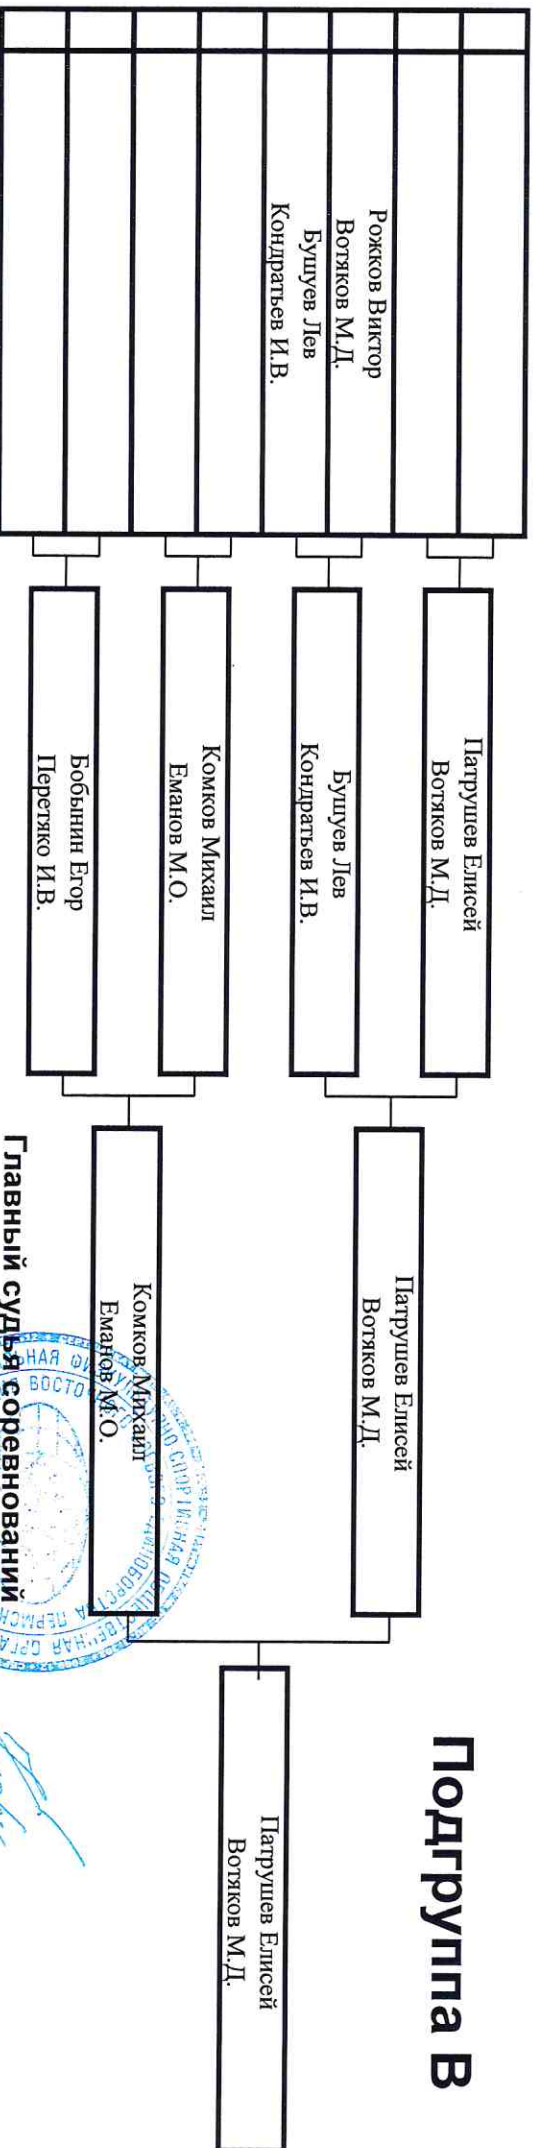 Подгруппа В
Рожков Виктор
Вотяков М.Д.
Бушуев Лев
Кондратьев И.В.
Патрушев Елисей
Вотяков М.Д.
Бушуев Лев
Кондратьев И.В.
Комков Михаил
Еманов М.О.
Бобынин Егор
Перетяко И.В.
Патрушев Елисей
Вотяков М.Д.
Комков Михаил
Еманов М.О.
Патрушев Елисей
Вотяков М.Д.
Главный судья соревнований